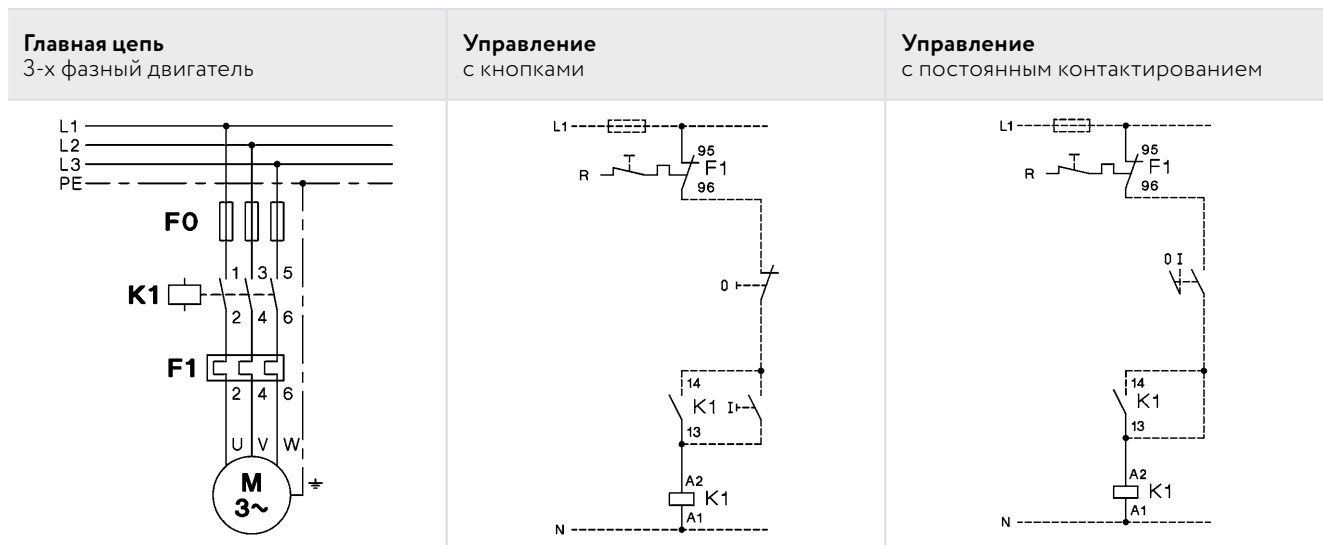 Главная цепь
3-х фазный двигатель
Управление
с кнопками
Управление
с постоянным контактированием
L1
L2
L3
PE
F0
K1
1 3 5
2 4 6
F1
2 4 6
U V W
M
3~
L1
95
F1
R
96
0
14
K1 I
13
A2
K1
A1
N
L1
95
F1
R
96
0 I
14
K1
13
A2
K1
A1
N